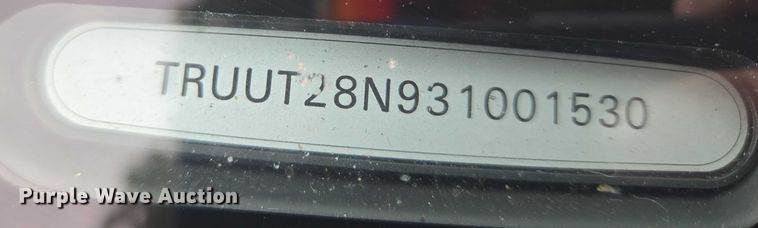 TRUUT28N931001530
Purple Wave Auction